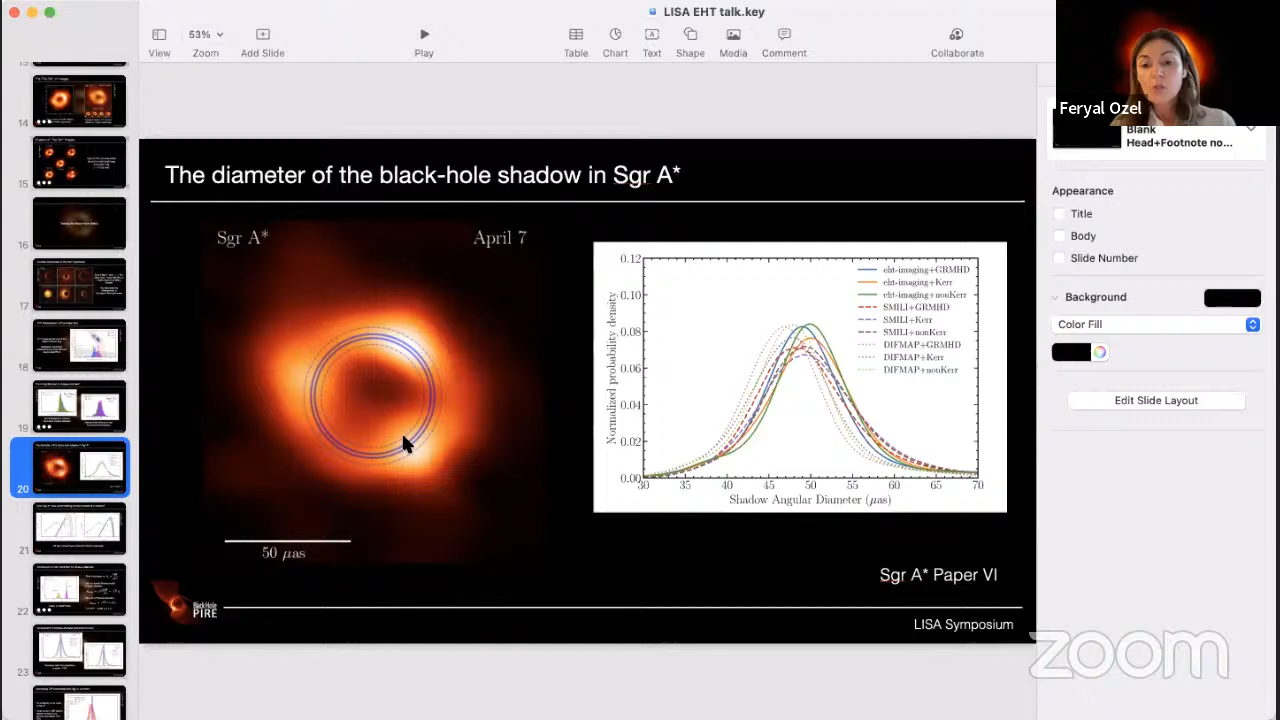 LISA EHT talk.key
53%
View
Zoom
Add Slide
Play
Table
Chart
Text
Shape
Media
Comment
Collaborate
Feryal Ozel
Blank
Head+Footnote no...
Appearance
Title
Body
Slide Number
Background
Color Fill
Edit Slide Layout
14
15
16
17
18
19
20
21
22
23
The diameter of the black-hole shadow in Sgr A*
Sgr A*
April 7
50 μas
0.12
0.10
0.08
0.06
0.04
0.02
0.00
30
35
40
45
50
55
60
65
70
Shadow Angular Diameter (μas)
eht-imaging+GRMHD
eht-imaging+Kerr
eht-imaging+nonKerr
SMILI+GRMHD
SMILI+Kerr
SMILI+nonKerr
DIFMAP+GRMHD
DIFMAP+Kerr
DIFMAP+nonKerr
Sgr A* Paper VI
Black Hole
PIRE
LISA Symposium
zoom